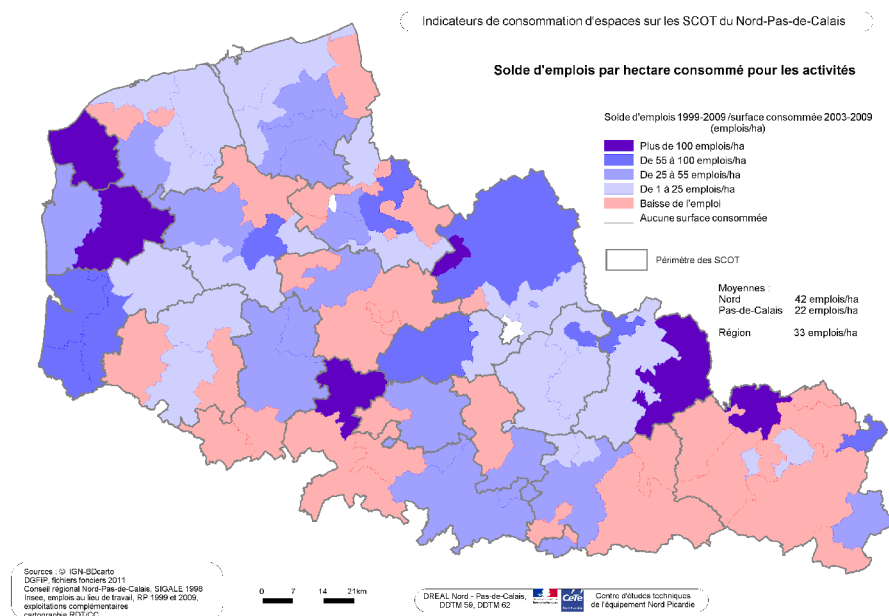 Indicateurs de consommation d'espaces sur les SCOT du Nord-Pas-de-Calais
Solde d'emplois par hectare consommé pour les activités
Solde d'emplois 1999-2009 /surface consommée 2003-2009
(emplois/ha)
Plus de 100 emplois/ha
De 55 à 100 emplois/ha
De 25 à 55 emplois/ha
De 1 à 25 emplois/ha
Baisse de l'emploi
Aucune surface consommée
Périmètre des SCOT
Moyennes :
Nord 42 emplois/ha
Pas-de-Calais 22 emplois/ha
Région 33 emplois/ha
Sources : © IGN-BDcarto
DGFIP, fichiers fonciers 2011
Conseil régional Nord-Pas-de-Calais, SIGALE 1998
Insee, emplois au lieu de travail, RP 1999 et 2009,
exploitations complémentaires
cartographie RDT/CC
0 7 14 21km
DREAL Nord - Pas-de-Calais,
DDTM 59, DDTM 62
CeTe
Centre d'études techniques
de l'équipement Nord Picardie